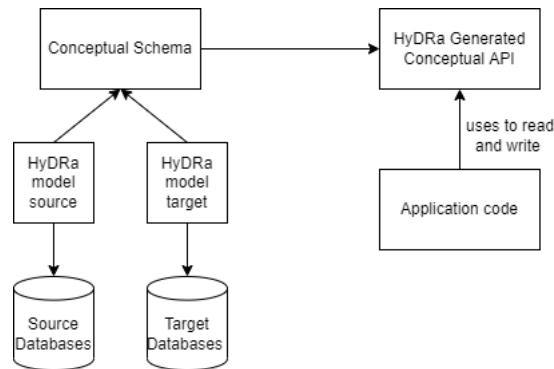 Conceptual Schema
HyDRa Generated
Conceptual API
uses to read
and write
HyDRa
model
source
HyDRa
model
target
Application code
Source
Databases
Target
Databases